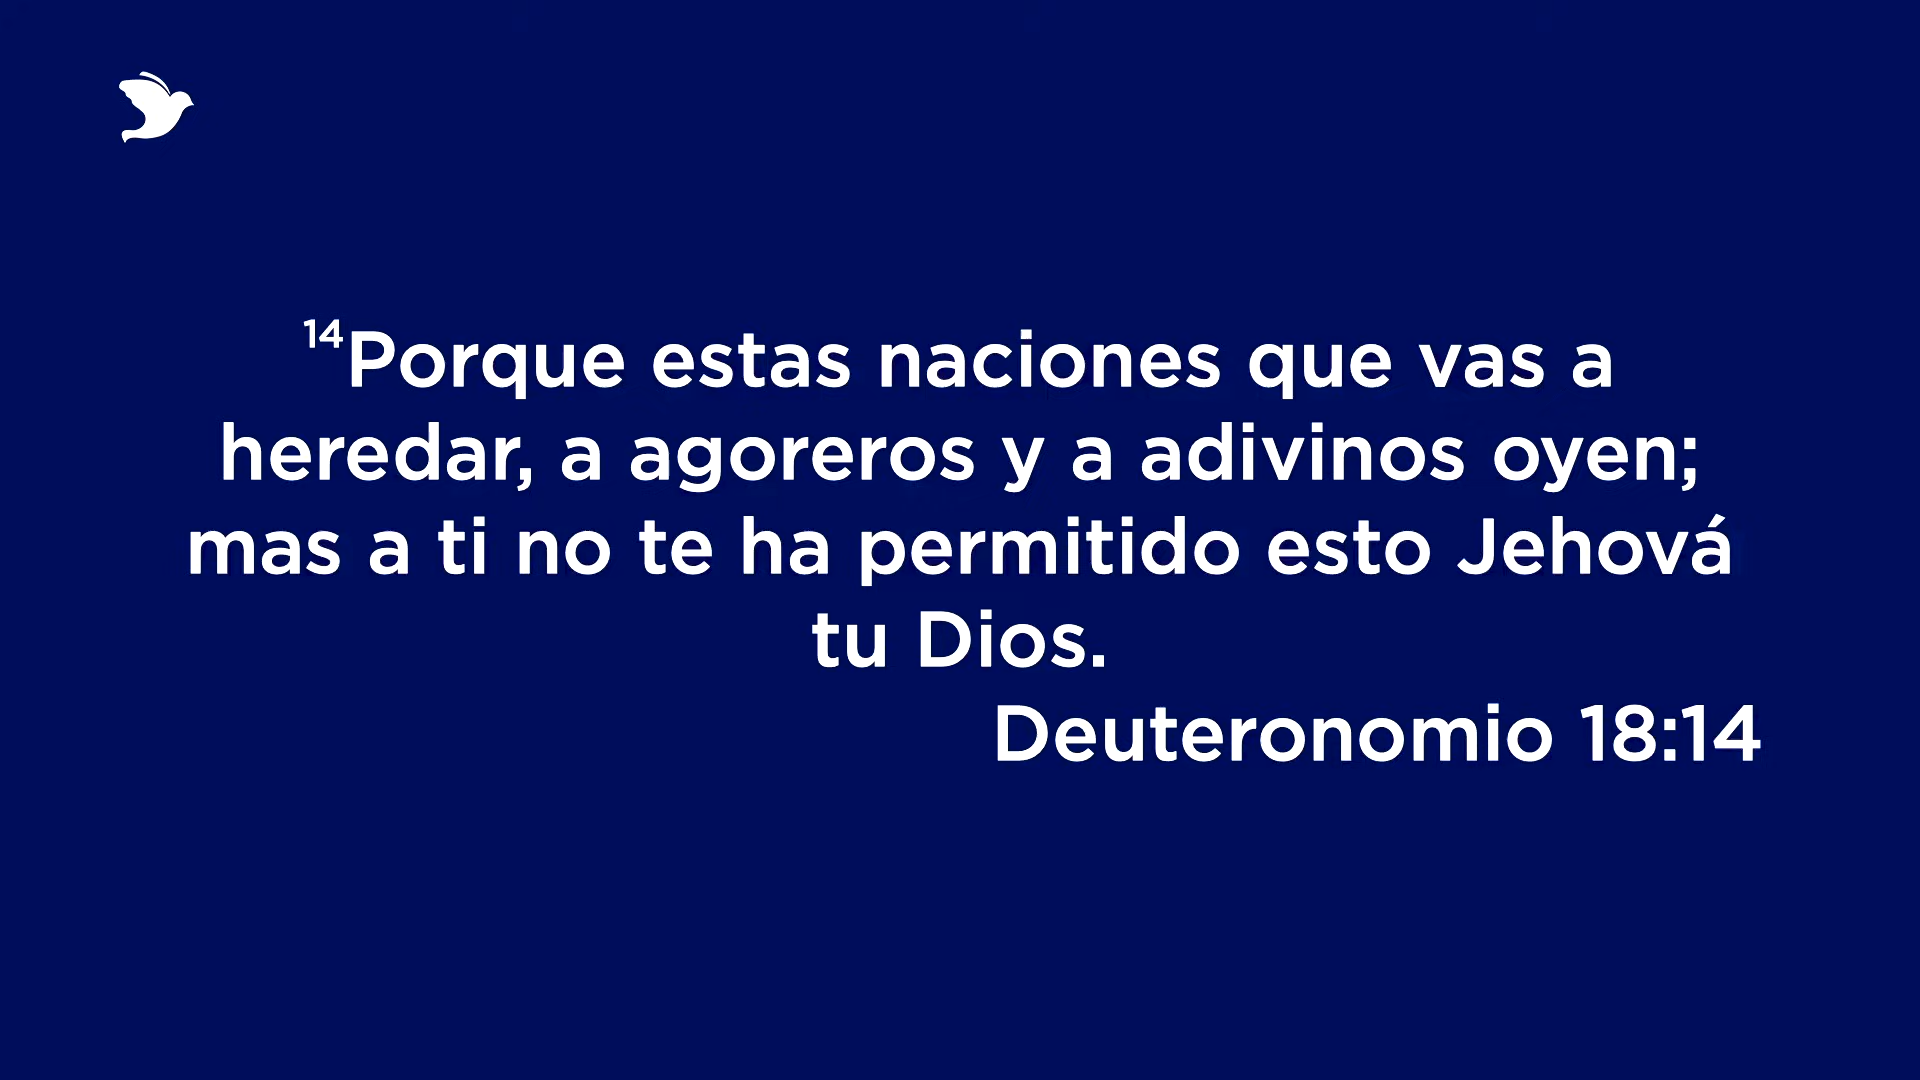 14Porque estas naciones que vas a
heredar, a agoreros y a adivinos oyen;
mas a ti no te ha permitido esto Jehová
tu Dios.
Deuteronomio 18:14